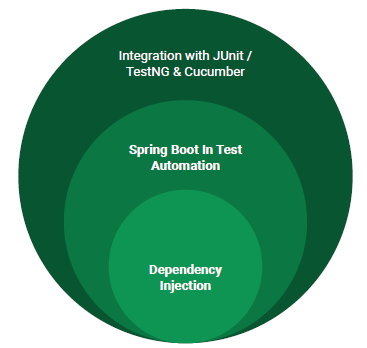 Integration with JUnit /
TestNG & Cucumber
Spring Boot In Test
Automation
Dependency
Injection